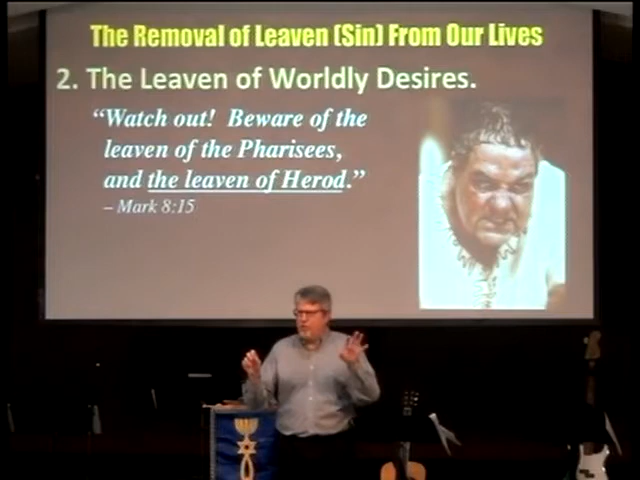 The Removal of Leaven (Sin) From Our Lives
2. The Leaven of Worldly Desires.
“Watch out!  Beware of the
leaven of the Pharisees,
and the leaven of Herod.”
– Mark 8:15